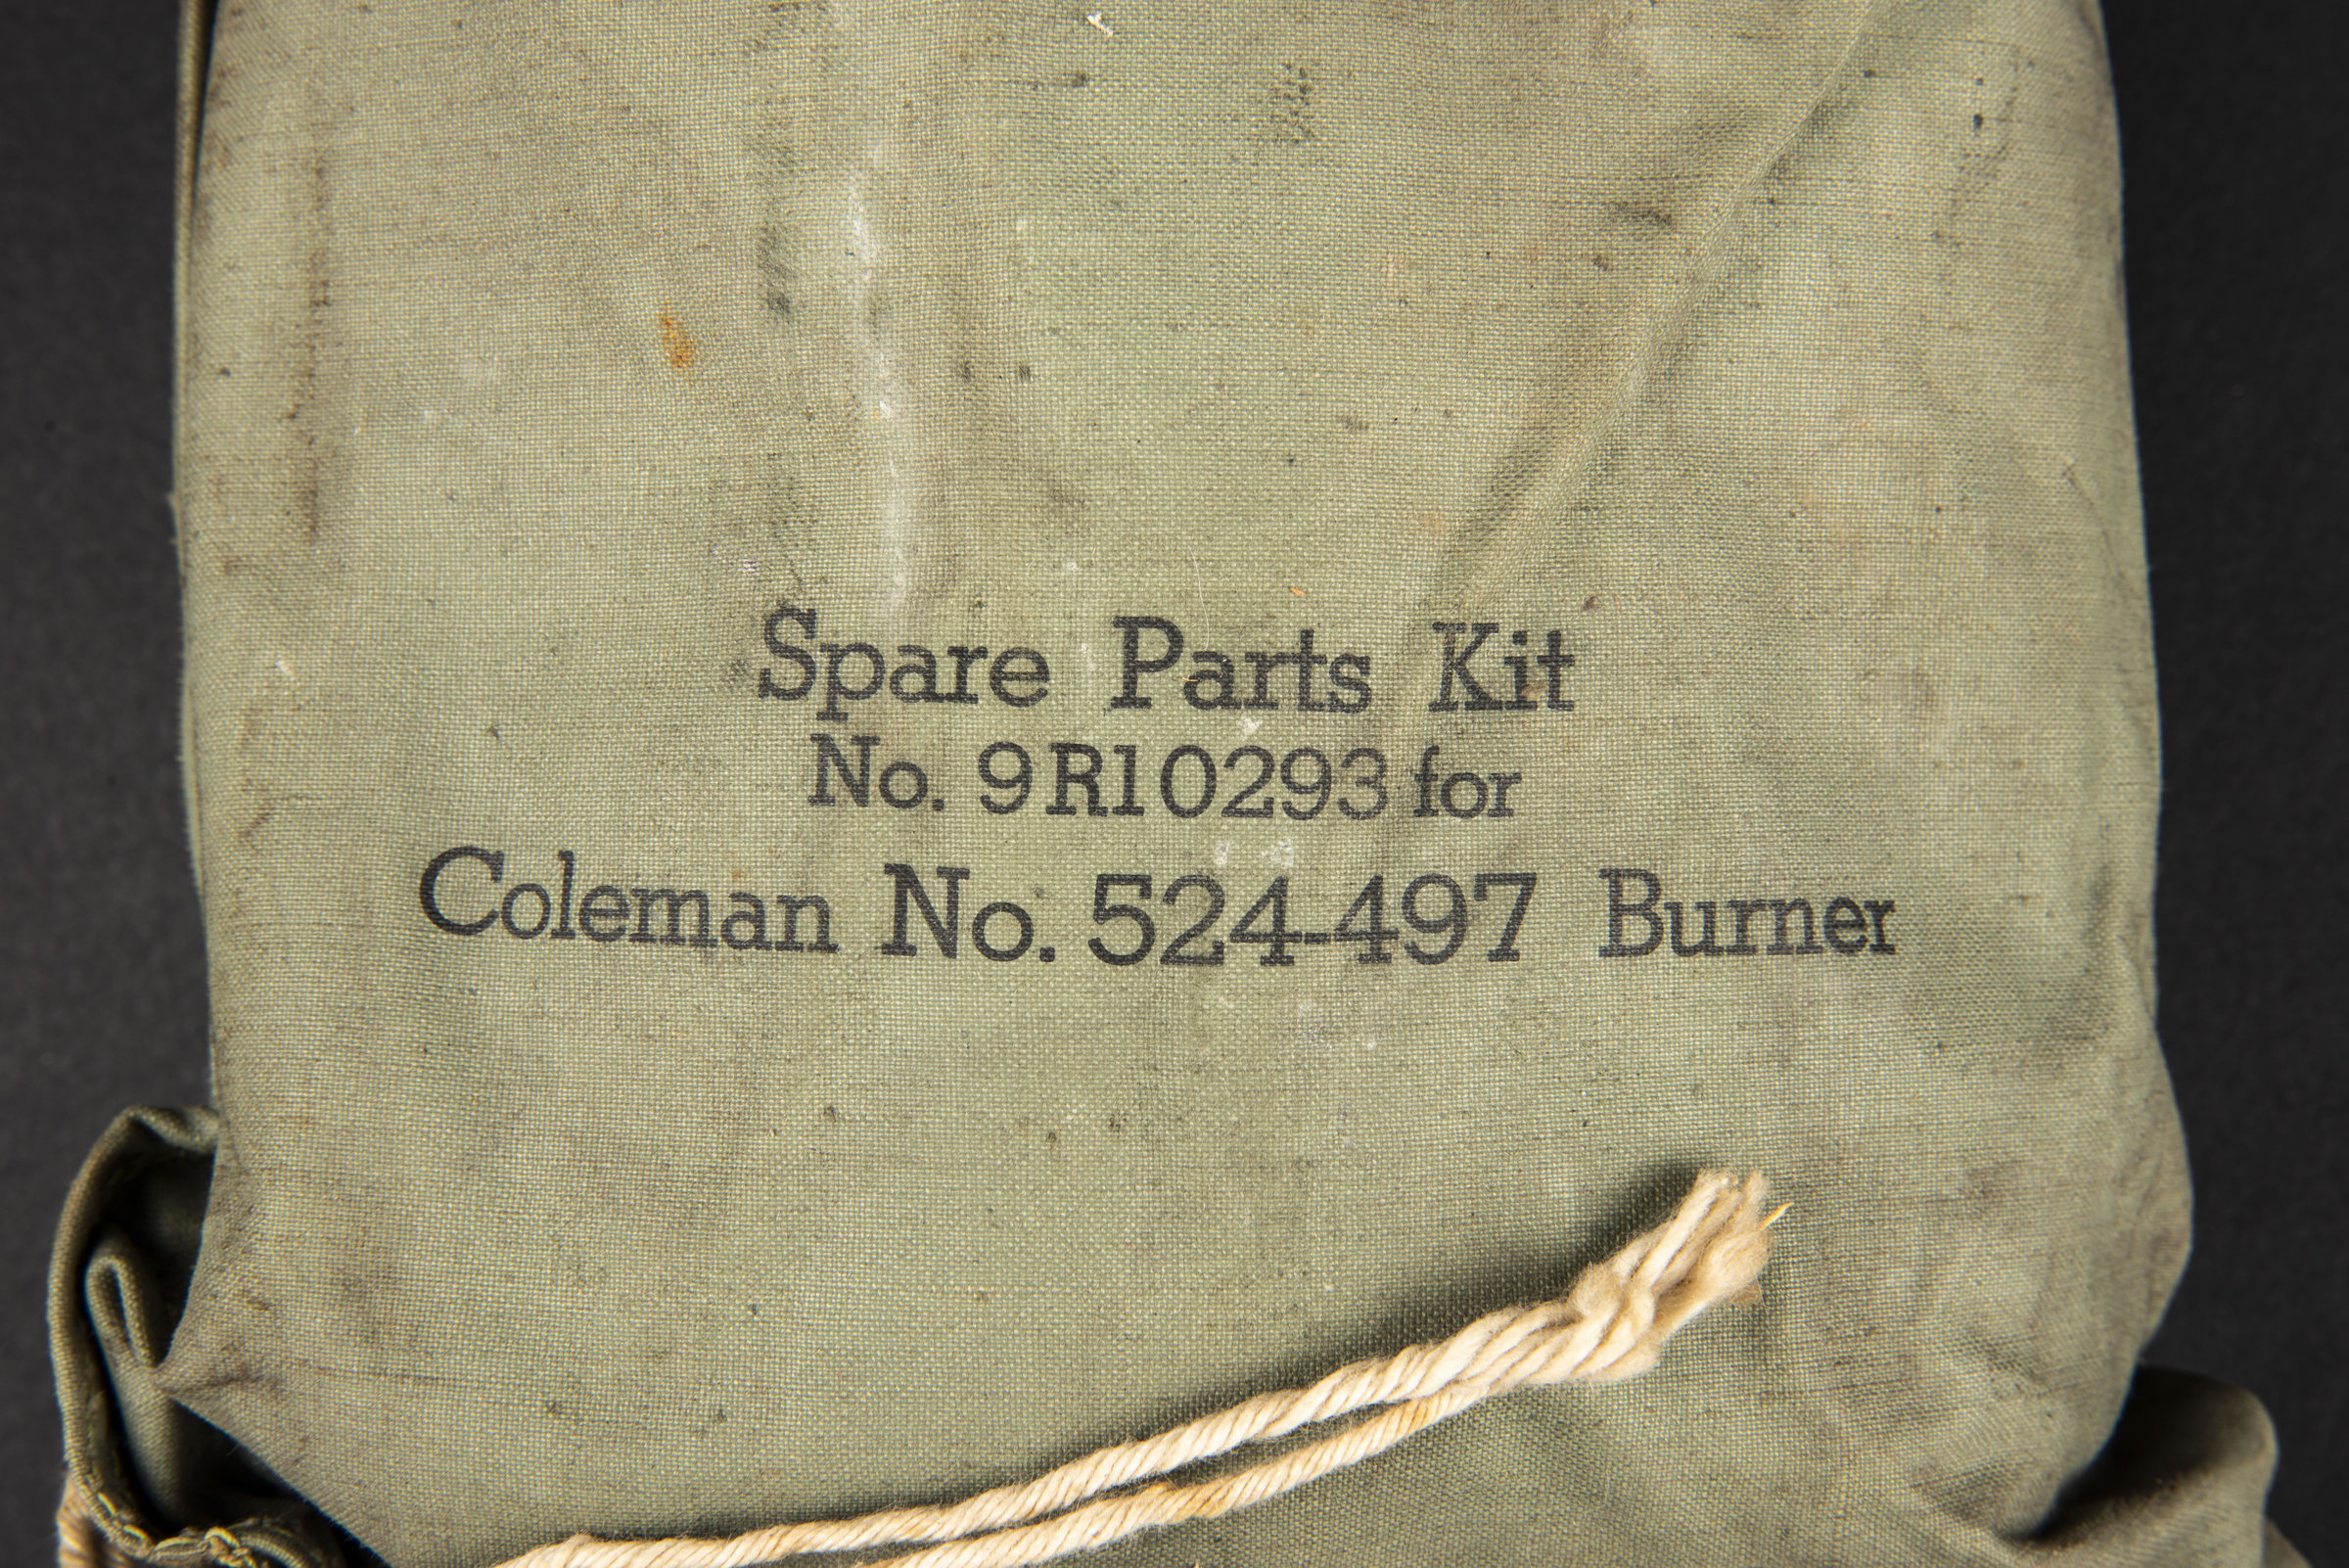 Spare Parts Kit
No. 9R10293 for
Coleman No. 524-497 Burner